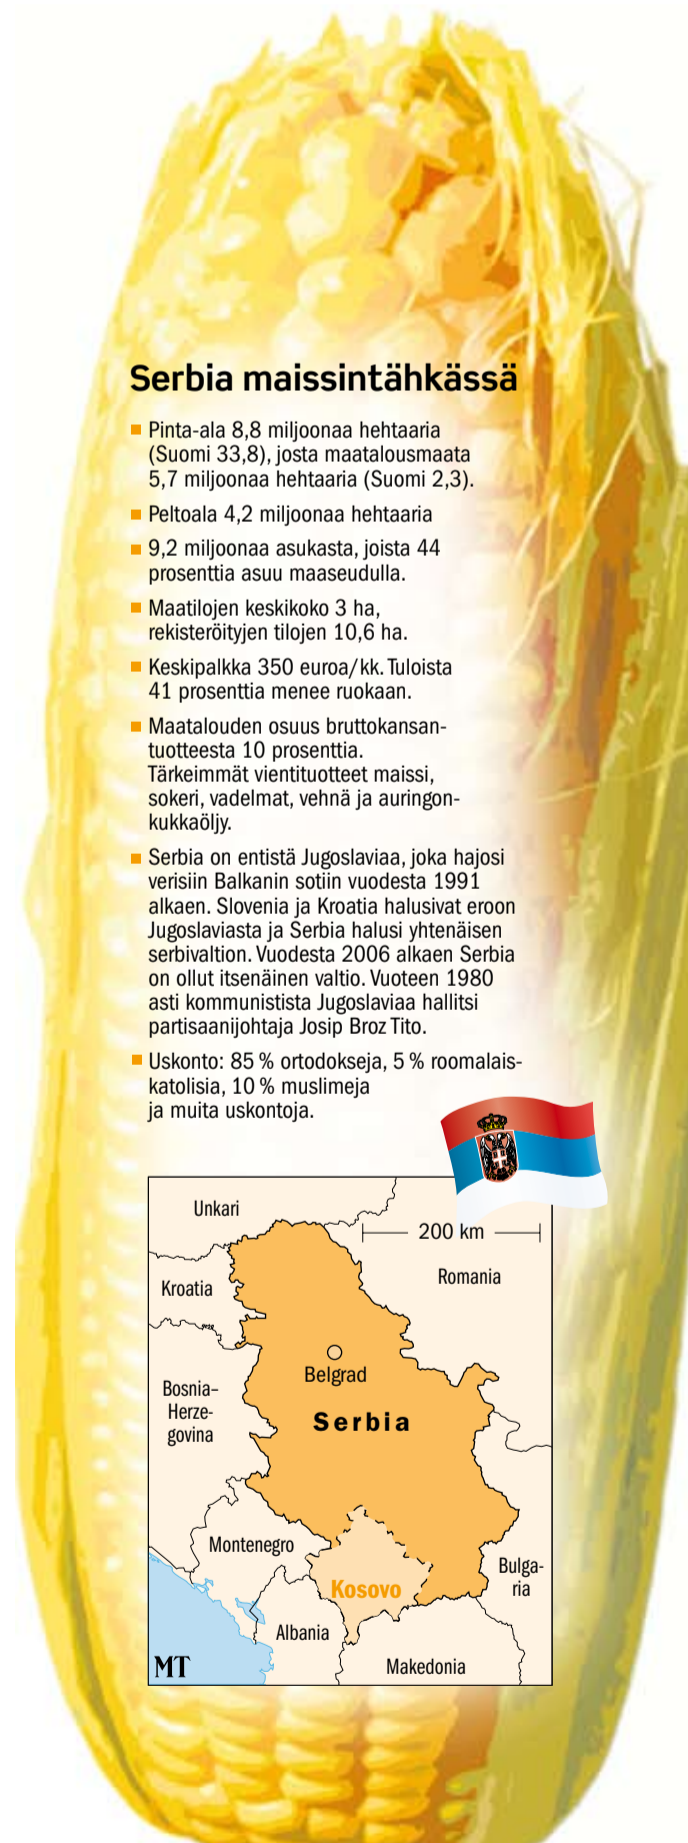 Serbia maissintähkässä
Pinta-ala 8,8 miljoonaa hehtaaria
(Suomi 33,8), josta maatalousmaata
5,7 miljoonaa hehtaaria (Suomi 2,3).
Peltoala 4,2 miljoonaa hehtaaria
9,2 miljoonaa asukasta, joista 44
prosenttia asuu maaseudulla.
Maatilojen keskikoko 3 ha,
rekisteröityjen tilojen 10,6 ha.
Keskipalkka 350 euroa/kk. Tuloista
41 prosenttia menee ruokaan.
Maatalouden osuus bruttokansan-
tuotteesta 10 prosenttia.
Tärkeimmät vientituotteet maissi,
sokeri, vadelmat, vehnä ja auringon-
kukkaöljy.
Serbia on entistä Jugoslaviaa, joka hajosi
verisiin Balkanin sotiin vuodesta 1991
alkaen. Slovenia ja Kroatia halusivat eroon
Jugoslaviasta ja Serbia halusi yhtenäisen
serbivaltion. Vuodesta 2006 alkaen Serbia
on ollut itsenäinen valtio. Vuoteen 1980
asti kommunistista Jugoslaviaa hallitsi
partisaanijohtaja Josip Broz Tito.
Uskonto: 85 % ortodokseja, 5 % roomalais-
katolisia, 10 % muslimeja
ja muita uskontoja.
Unkari
200 km
Romania
Kroatia
Belgrad
Bosnia-
Herze-
govina
Serbia
Montenegro
Kosovo
Bulga-
ria
Albania
Makedonia
MT